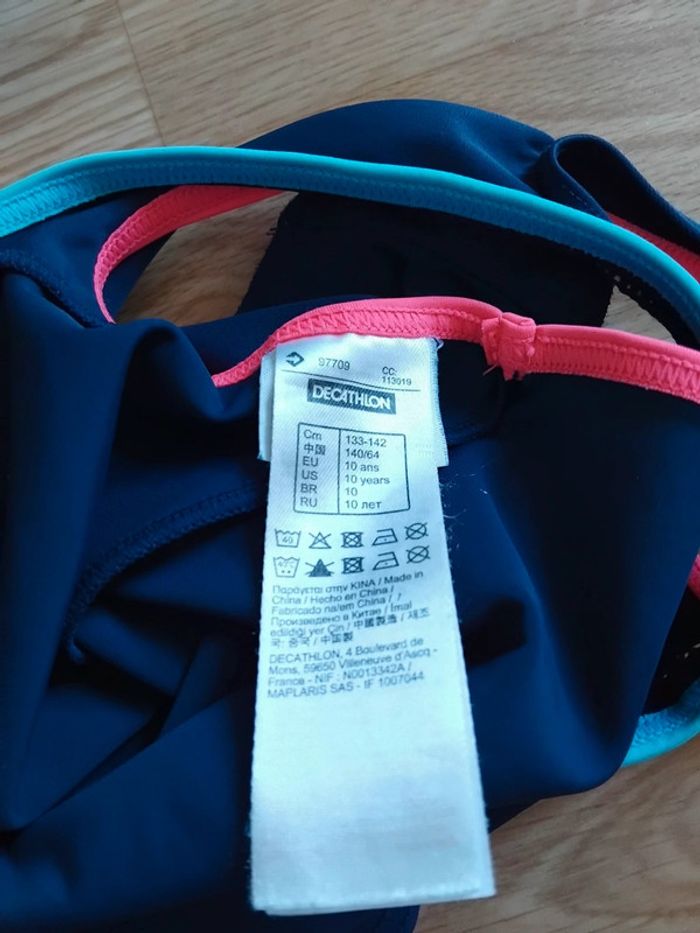 97709
CC:
113019
DECATHLON
Cm 133-142
中国 140/64
EU 10 ans
US 10 years
BR 10
RU 10 лет
40
40°c
Παράγεται στην ΚΙΝΑ / Made in
China / Hecho en China /
Fabricado na/em China /
Произведено в Китае / Imal
edildiği yer Çin / 中國製造 / 제조
국: 중국 / 中国製
DECATHLON, 4 Boulevard de
Mons, 59650 Villeneuve d'Ascq -
France - NIF : N0013342A /
MAPLARIS SAS - IF 1007044